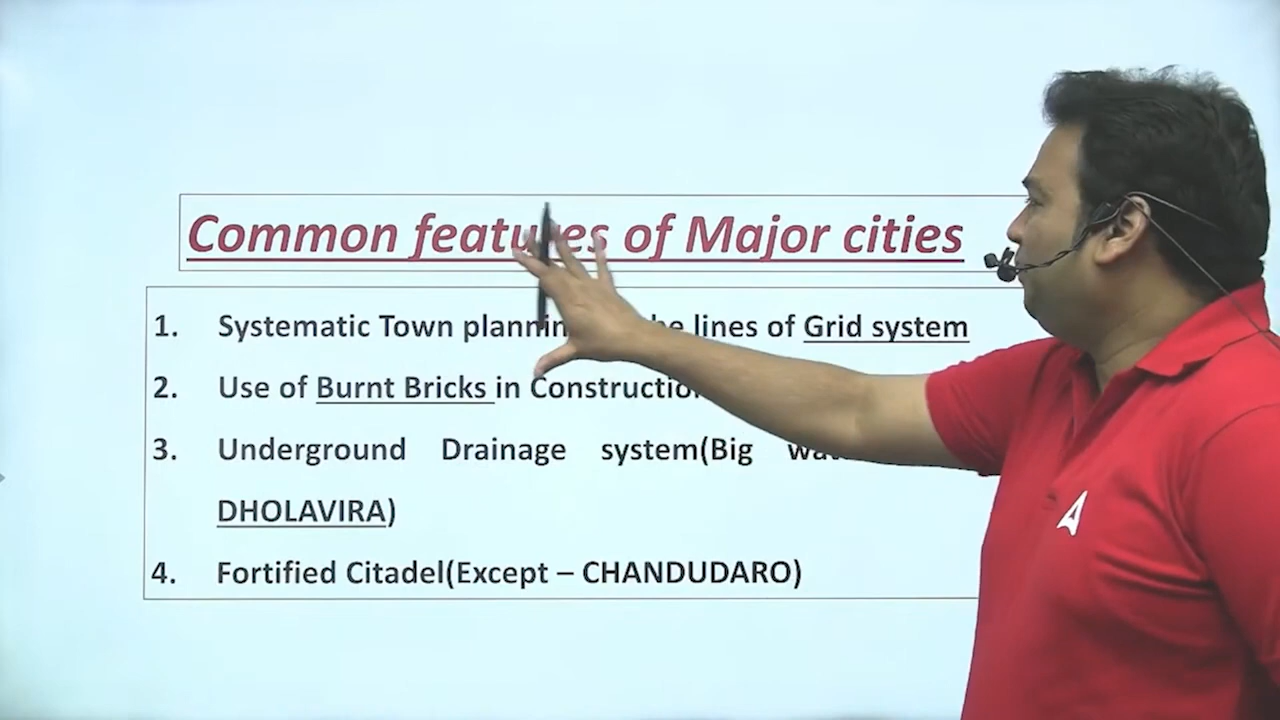 Common features of Major cities
1. Systematic Town lines of Grid system
2. Use of Burnt Bricks in
3. Underground Drainage system(Big
DHOLAVIRA)
4. Fortified Citadel(Except – CHANDUDARO)